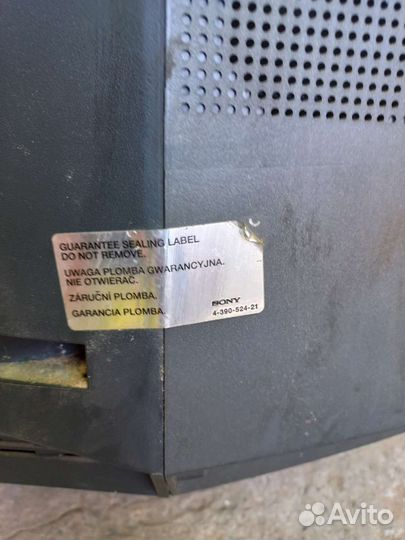 GUARANTEE SEALING LABEL
DO NOT REMOVE.
UWAGA PLOMBA GWARANCYJNA.
NIE OTWIERAĆ.
ZÁRUČNÍ PLOMBA.
GARANCIA PLOMBA.
SONY
4-390-524-21
Avito